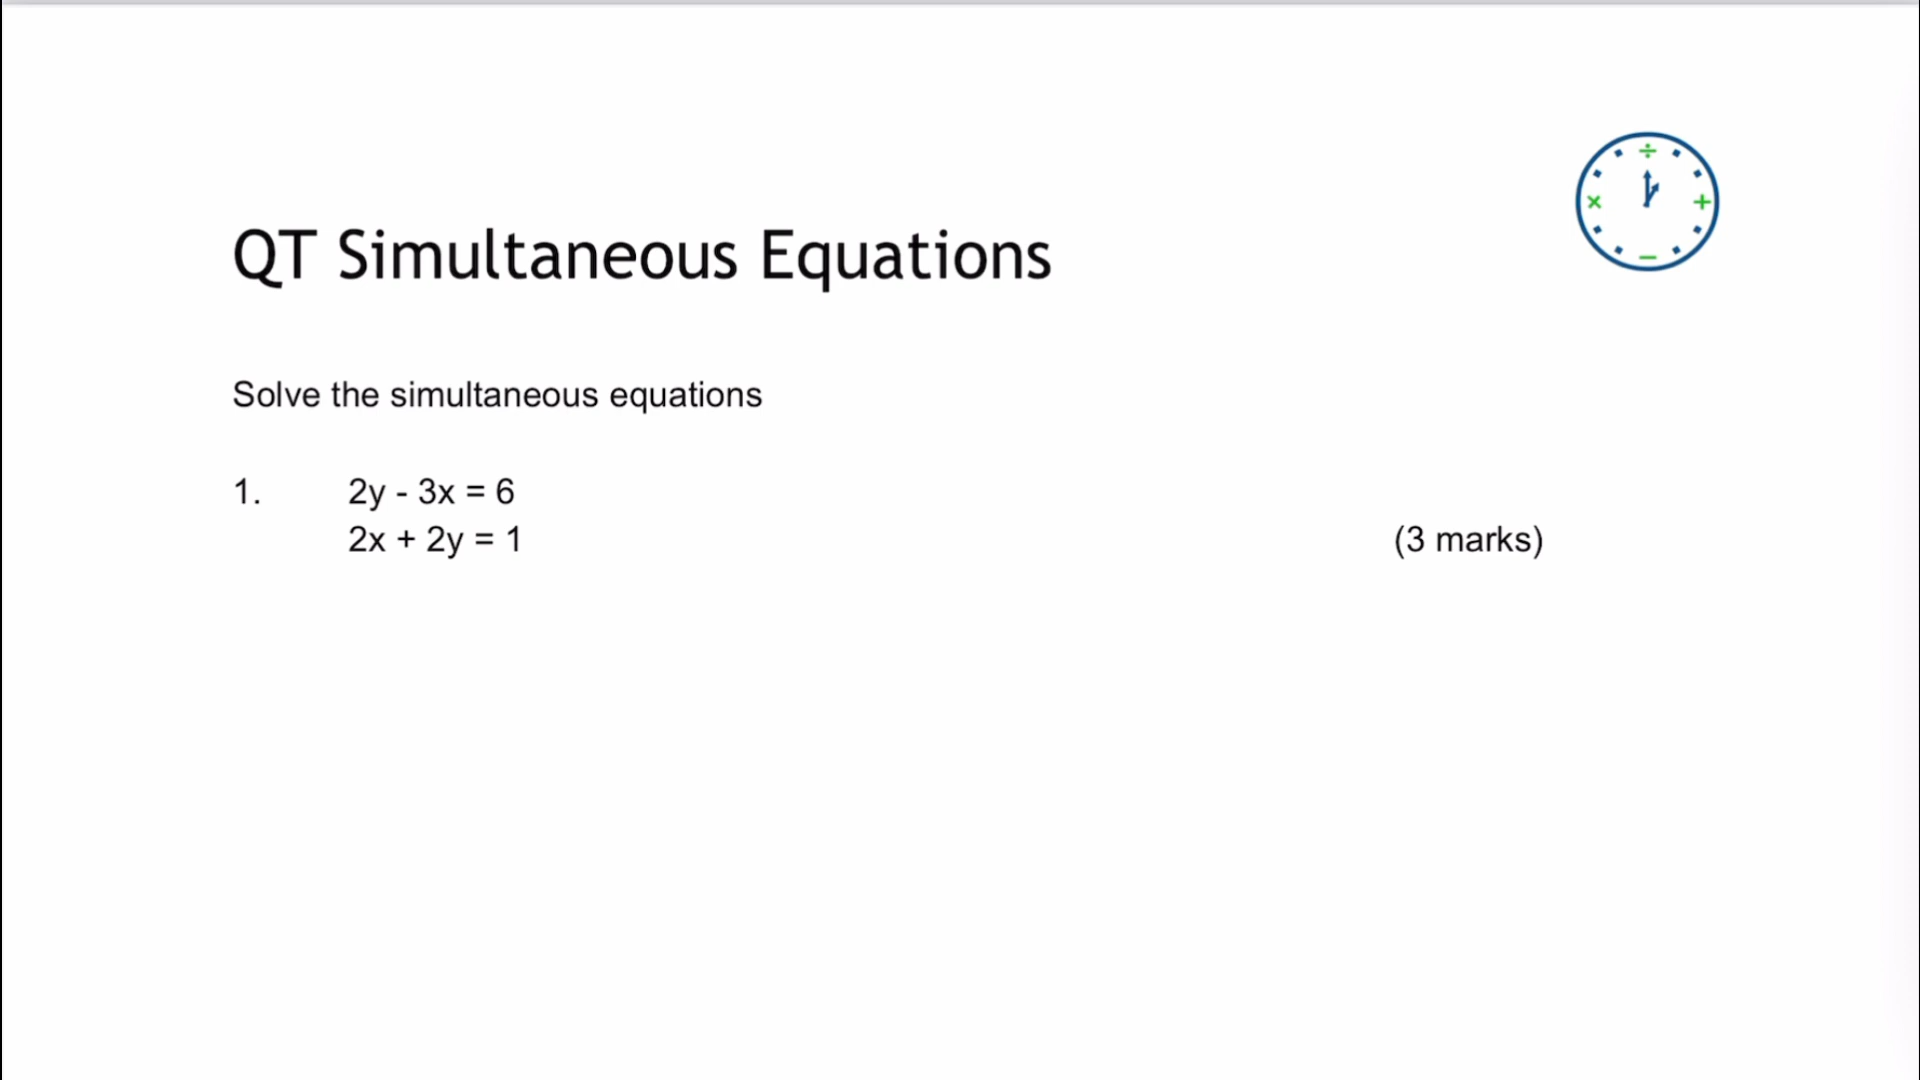 QT Simultaneous Equations
Solve the simultaneous equations
1. 2y - 3x = 6
2x + 2y = 1
(3 marks)